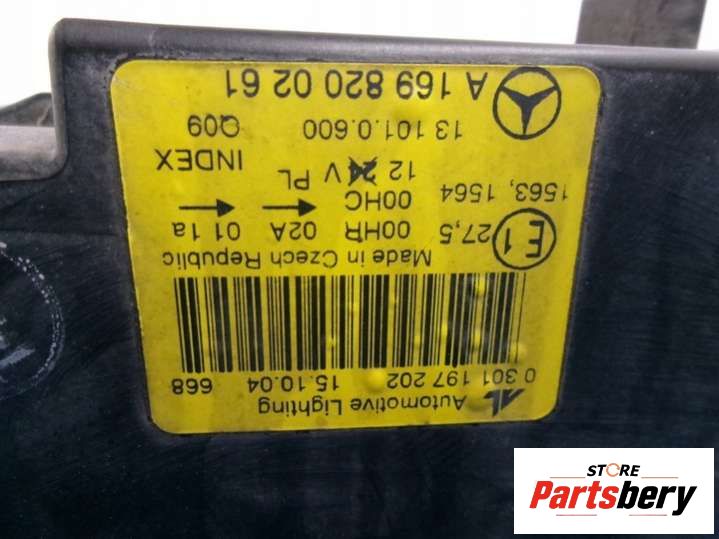 Automotive Lighting
0 301 197 202 15.10.04 668
Made in Czech Republic
E1 27,5 00HR 02A 01 1a
00HC
1563, 1564 12 24 V PL
13 101.0.600 INDEX Q09
A 169 820 02 61
STORE
Partsbery